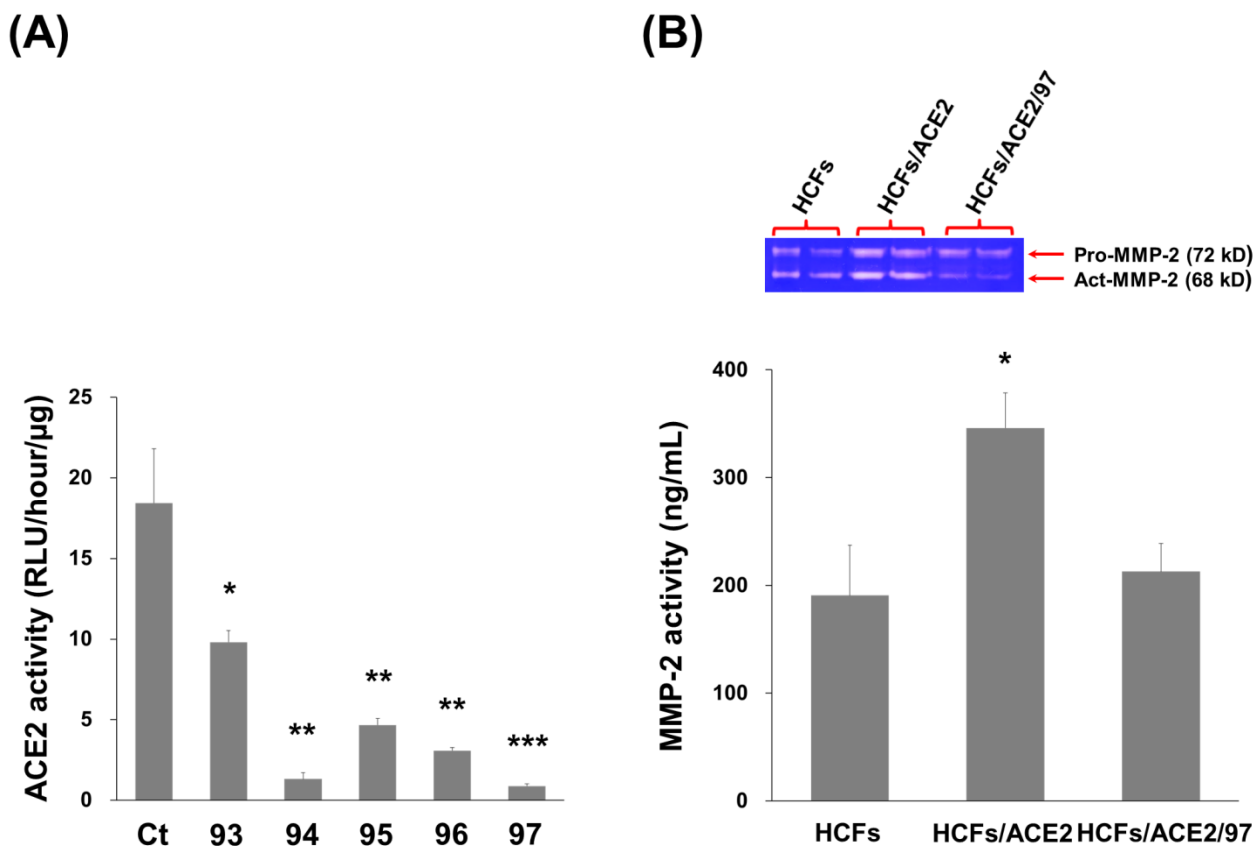 (A)
(B)
HCFs
HCFs/ACE2
HCFs/ACE2/97
Pro-MMP-2 (72 kD)
Act-MMP-2 (68 kD)
ACE2 activity (RLU/hour/µg)
25
20
15
10
5
0
*
**
**
**
***
Ct 93 94 95 96 97
MMP-2 activity (ng/mL)
400
300
200
100
0
*
HCFs HCFs/ACE2 HCFs/ACE2/97